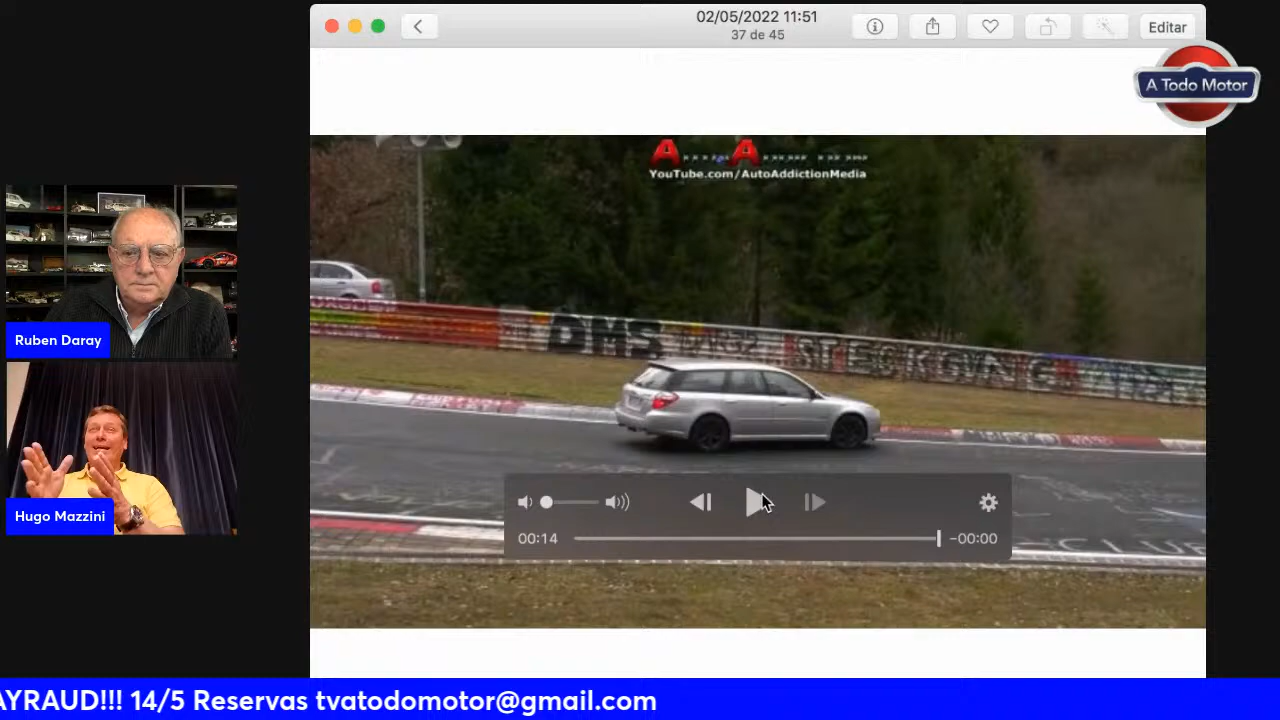 02/05/2022 11:51
37 de 45
Editar
A Todo Motor
YouTube.com/AutoAddictionMedia
DMS
Ruben Daray
Hugo Mazzini
00:14
-00:00
AYRAUD!!! 14/5 Reservas tvatodomotor@gmail.com